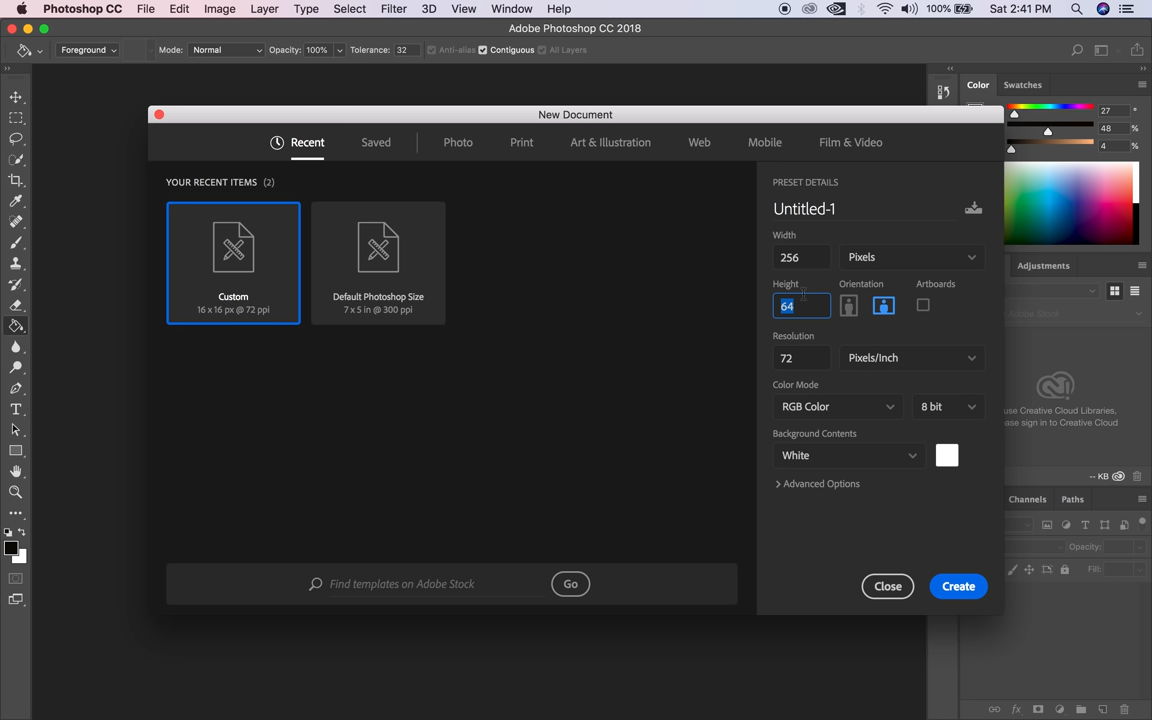 Photoshop CC File Edit Image Layer Type Select Filter 3D View Window Help 100% Sat 2:41 PM
Adobe Photoshop CC 2018
Foreground Mode: Normal Opacity: 100% Tolerance: 32 Anti-alias Contiguous All Layers
Color Swatches
New Document
27 °
48 %
4 %
Recent Saved Photo Print Art & Illustration Web Mobile Film & Video
YOUR RECENT ITEMS (2)
Custom
16 x 16 px @ 72 ppi
Default Photoshop Size
7 x 5 in @ 300 ppi
PRESET DETAILS
Untitled-1
Width
256 Pixels
Height Orientation Artboards
64
Resolution
72 Pixels/Inch
Color Mode
RGB Color 8 bit
Background Contents
White
Advanced Options
Find templates on Adobe Stock Go
Close Create
Adjustments
Adobe Stock
use Creative Cloud Libraries,
ase sign in to Creative Cloud
-- KB
Channels Paths
Opacity:
Fill:
fx